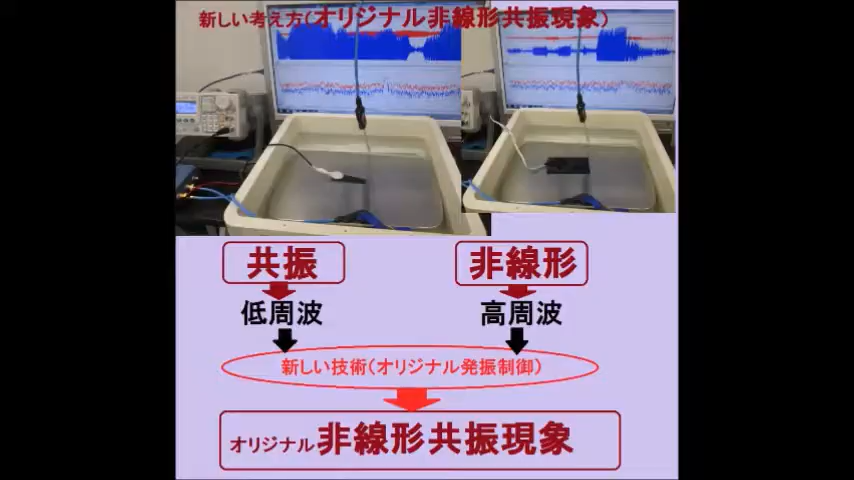 新しい考え方(オリジナル非線形共振現象)
共振
非線形
低周波
高周波
新しい技術(オリジナル発振制御)
オリジナル非線形共振現象